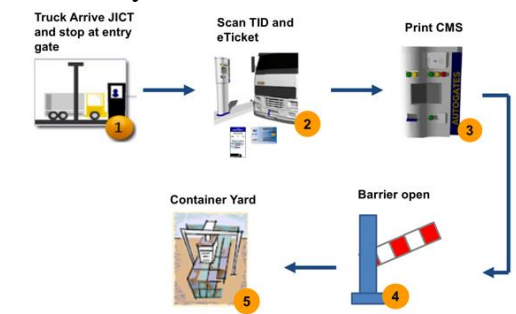 Truck Arrive JICT
and stop at entry
gate
Scan TID and
eTicket
Print CMS
1
2
AUTOGATES
3
Container Yard
Barrier open
5
4